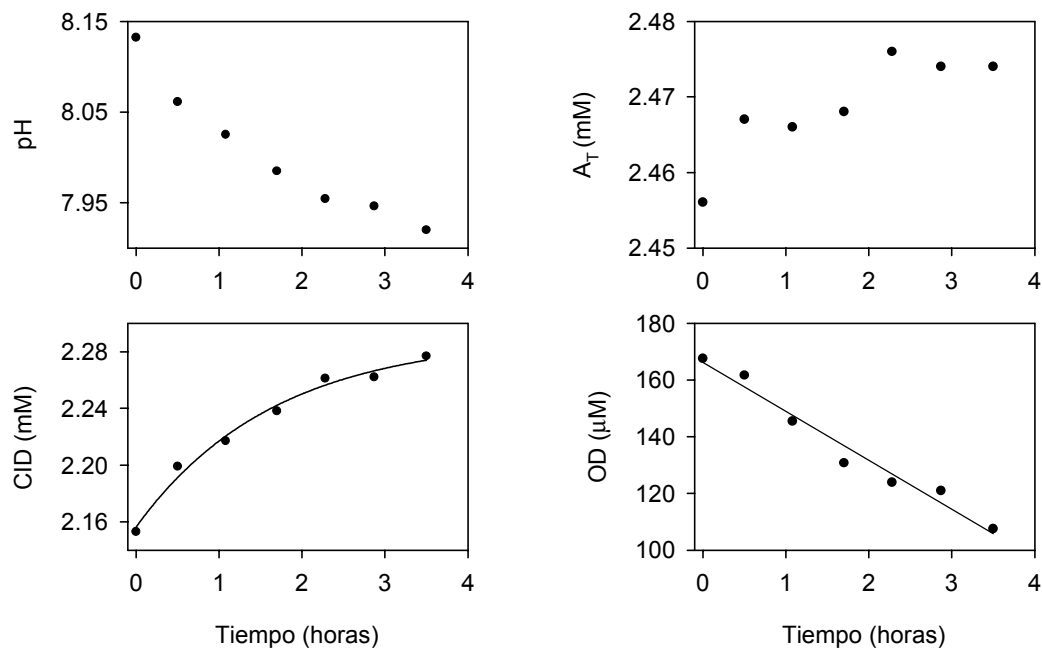 8.15
8.05
7.95
pH
0 1 2 3 4
2.48
2.47
2.46
2.45
A_T (mM)
0 1 2 3 4
2.28
2.24
2.20
2.16
CID (mM)
0 1 2 3 4
Tiempo (horas)
180
160
140
120
100
OD (μM)
0 1 2 3 4
Tiempo (horas)